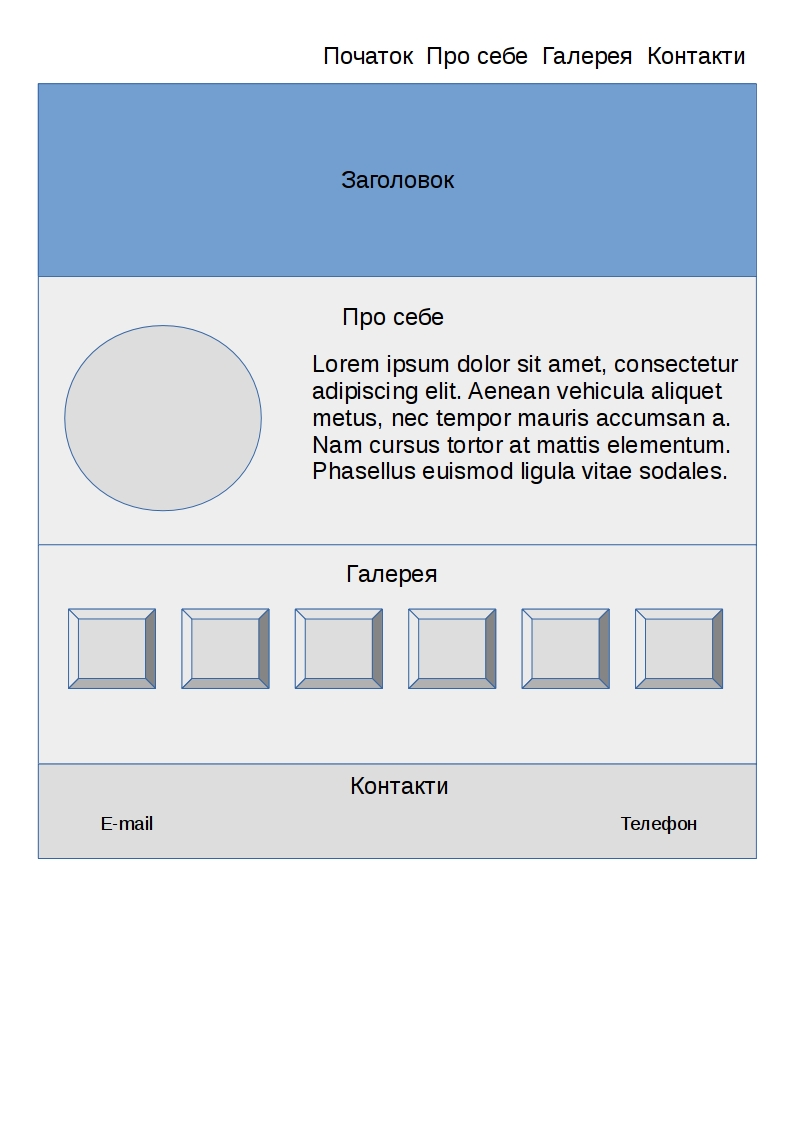 Початок Про себе Галерея Контакти
Заголовок
Про себе
Lorem ipsum dolor sit amet, consectetur
adipiscing elit. Aenean vehicula aliquet
metus, nec tempor mauris accumsan a.
Nam cursus tortor at mattis elementum.
Phasellus euismod ligula vitae sodales.
Галерея
Контакти
E-mail Телефон